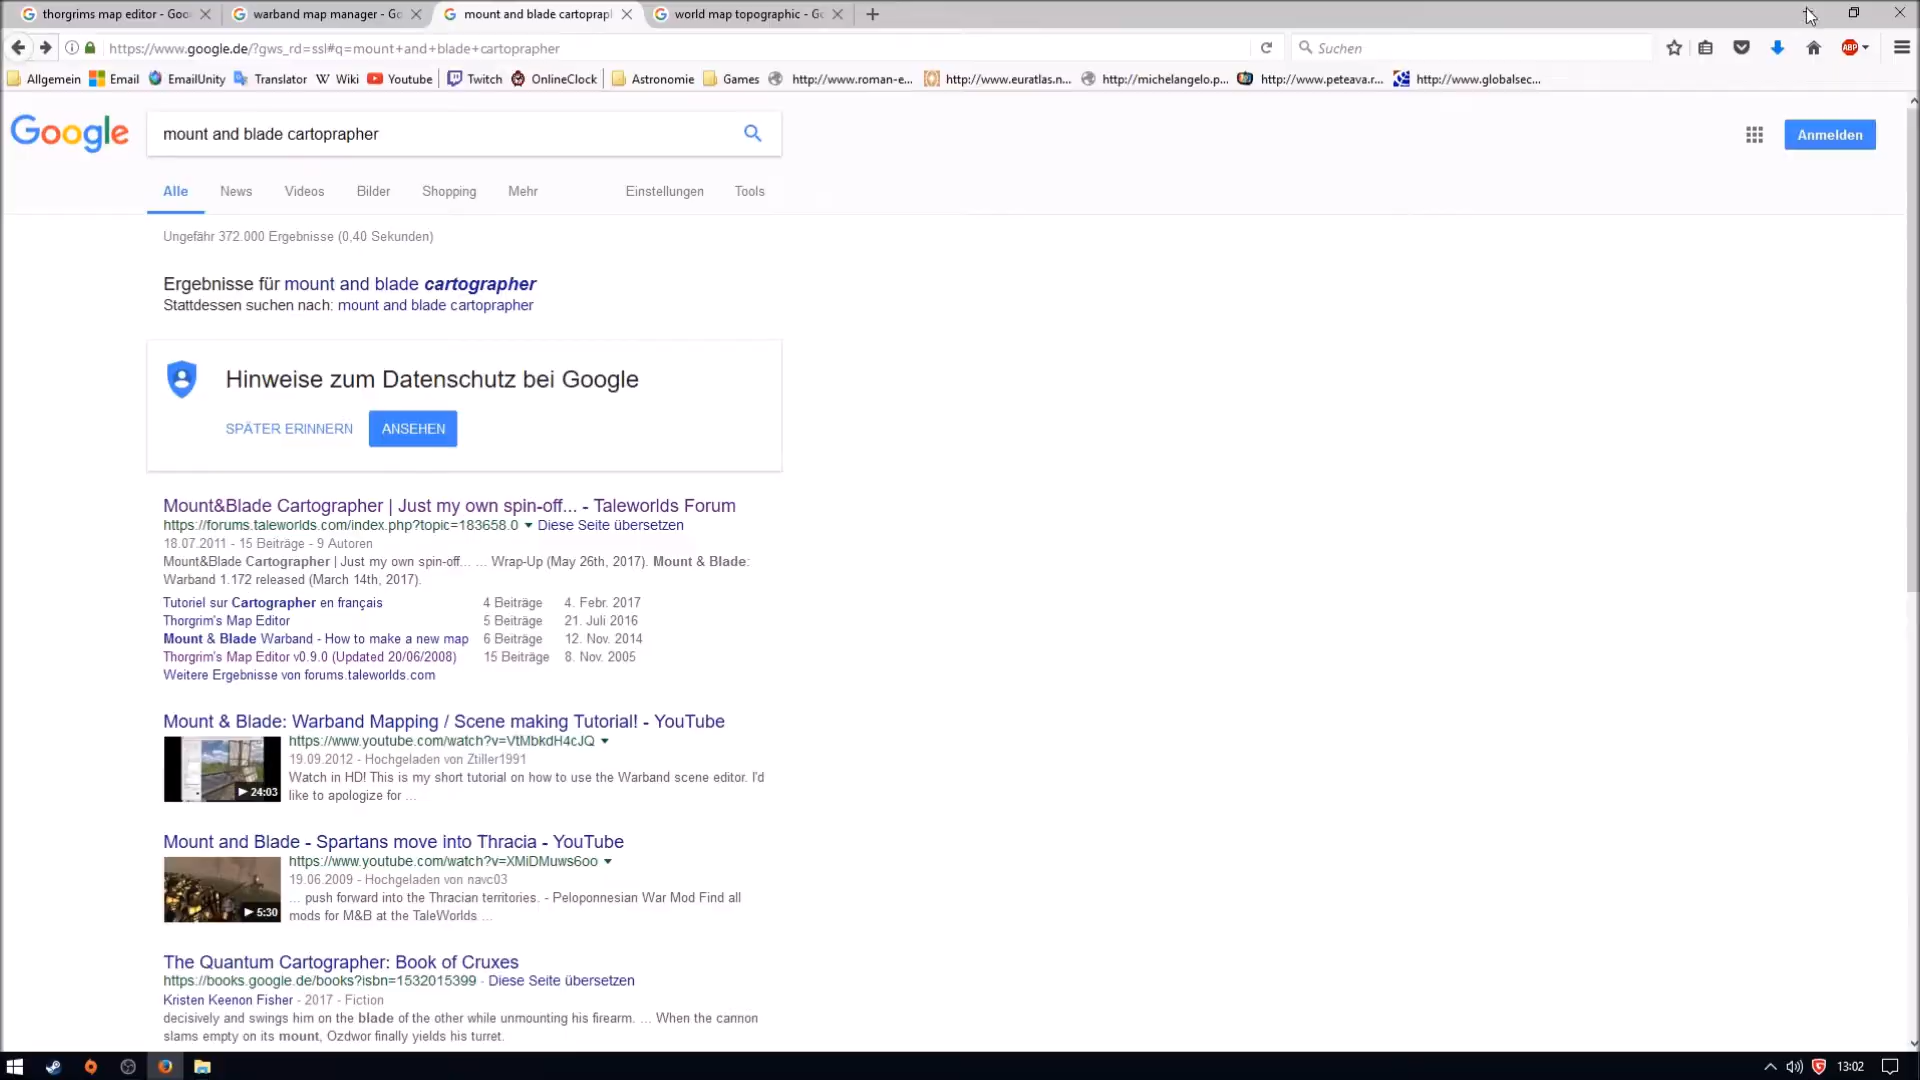 thorgrims map editor - Goo
warband map manager - Go
mount and blade cartograp
world map topographic - Go
https://www.google.de/?gws_rd=ssl#q=mount+and+blade+cartoprapher
Suchen
ABP
Allgemein
Email
EmailUnity
Translator
W Wiki
Youtube
Twitch
OnlineClock
Astronomie
Games
http://www.roman-e...
http://www.euratlas.n...
http://michelangelo.p...
http://www.peteava.r...
http://www.globalsec...
Google
mount and blade cartoprapher
Anmelden
Alle
News
Videos
Bilder
Shopping
Mehr
Einstellungen
Tools
Ungefähr 372.000 Ergebnisse (0,40 Sekunden)
Ergebnisse für mount and blade cartographer
Stattdessen suchen nach: mount and blade cartoprapher
Hinweise zum Datenschutz bei Google
SPÄTER ERINNERN
ANSEHEN
Mount&Blade Cartographer | Just my own spin-off... - Taleworlds Forum
https://forums.taleworlds.com/index.php?topic=183658.0 Diese Seite übersetzen
18.07.2011 - 15 Beiträge - 9 Autoren
Mount&Blade Cartographer | Just my own spin-off... ... Wrap-Up (May 26th, 2017). Mount & Blade:
Warband 1.172 released (March 14th, 2017).
Tutoriel sur Cartographer en français 4 Beiträge 4. Febr. 2017
Thorgrim's Map Editor 5 Beiträge 21. Juli 2016
Mount & Blade Warband - How to make a new map 6 Beiträge 12. Nov. 2014
Thorgrim's Map Editor v0.9.0 (Updated 20/06/2008) 15 Beiträge 8. Nov. 2005
Weitere Ergebnisse von forums.taleworlds.com
Mount & Blade: Warband Mapping / Scene making Tutorial! - YouTube
https://www.youtube.com/watch?v=VtMbkdH4cJQ
19.09.2012 - Hochgeladen von Ztiller1991
Watch in HD! This is my short tutorial on how to use the Warband scene editor. I'd
like to apologize for ...
24:03
Mount and Blade - Spartans move into Thracia - YouTube
https://www.youtube.com/watch?v=XMiDMuws6oo
19.06.2009 - Hochgeladen von navc03
... push forward into the Thracian territories. - Peloponnesian War Mod Find all
mods for M&B at the TaleWorlds ...
5:30
The Quantum Cartographer: Book of Cruxes
https://books.google.de/books?isbn=1532015399 - Diese Seite übersetzen
Kristen Keenon Fisher - 2017 - Fiction
decisively and swings him on the blade of the other while unmounting his firearm. ... When the cannon
slams empty on its mount, Ozdwor finally yields his turret.
13:02